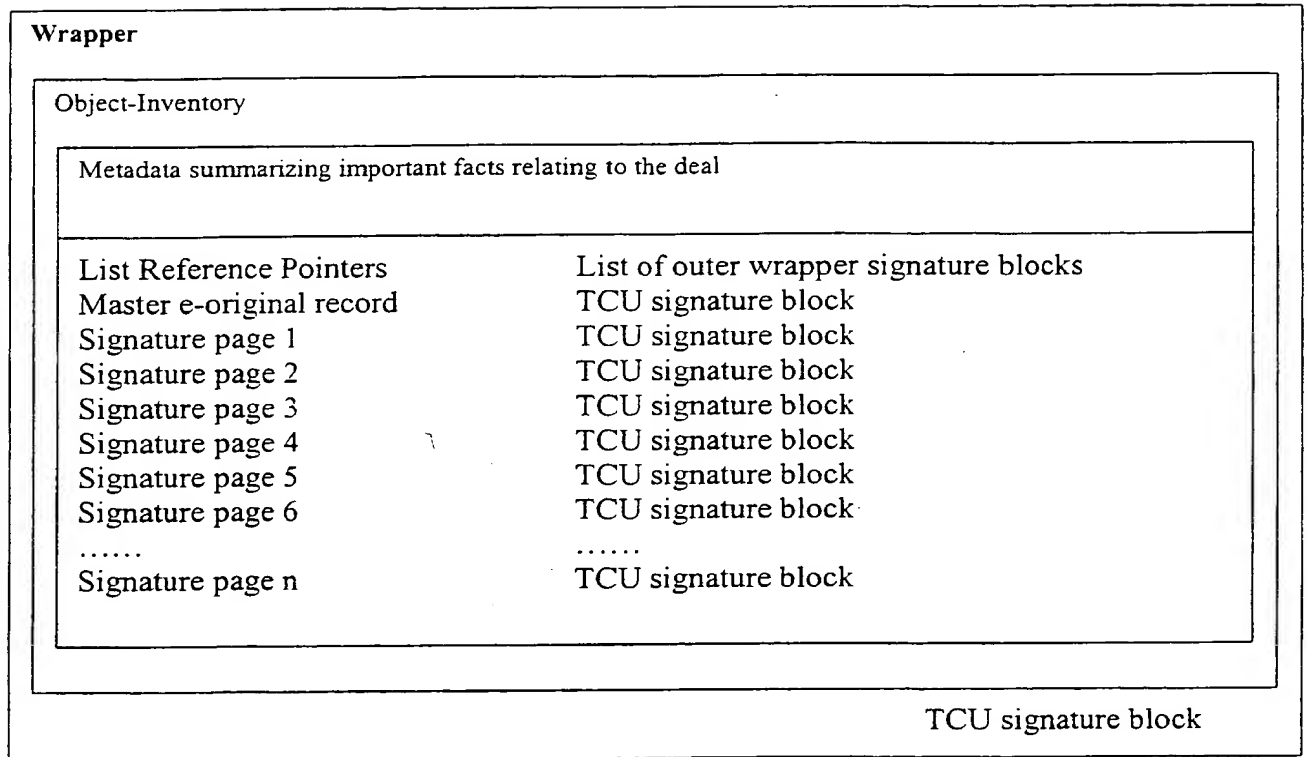 Wrapper
Object-Inventory
Metadata summarizing important facts relating to the deal
List Reference Pointers List of outer wrapper signature blocks
Master e-original record TCU signature block
Signature page 1 TCU signature block
Signature page 2 TCU signature block
Signature page 3 TCU signature block
Signature page 4 TCU signature block
Signature page 5 TCU signature block
Signature page 6 TCU signature block
...... ......
Signature page n TCU signature block
TCU signature block